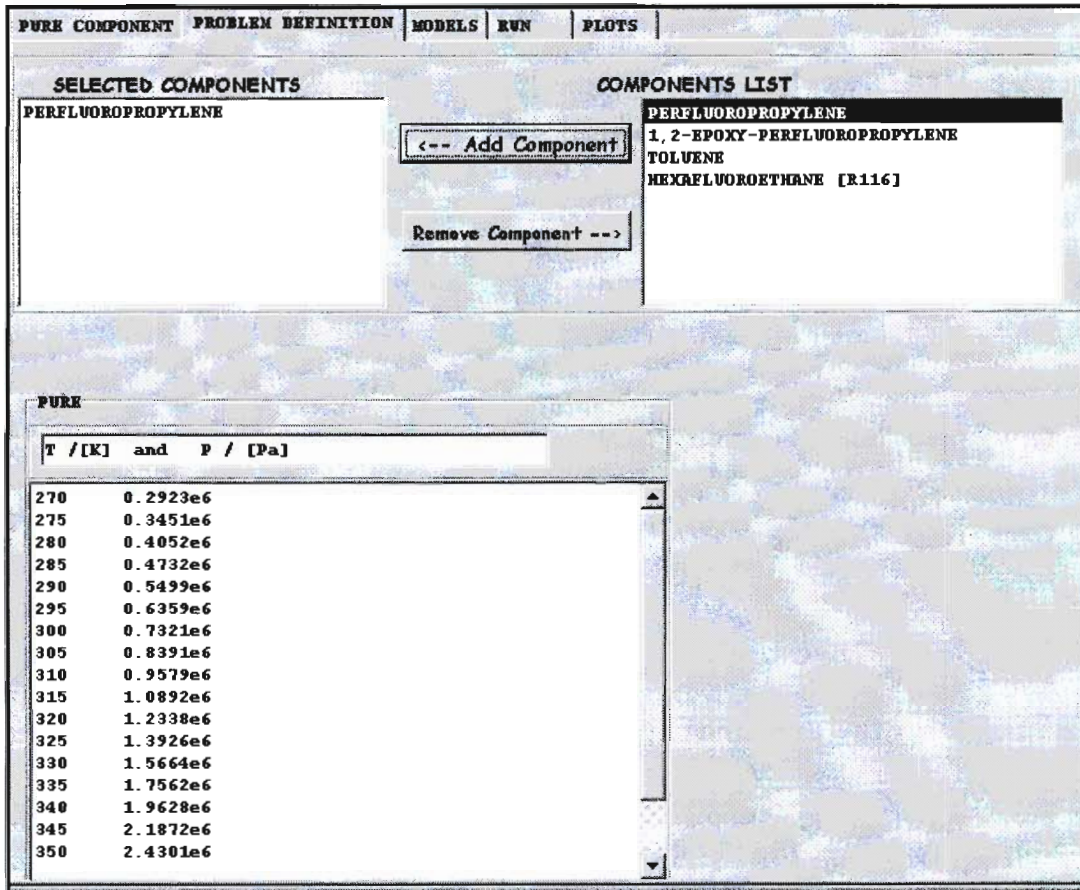 PURE COMPONENT PROBLEM DEFINITION MODELS RUN PLOTS
SELECTED COMPONENTS
PERFLUOROPROPYLENE
<-- Add Component
Remove Component -->
COMPONENTS LIST
PERFLUOROPROPYLENE
1,2-EPOXY-PERFLUOROPROPYLENE
TOLUENE
HEXAFLUOROETHANE [R116]
PURE
T /[K] and P / [Pa]
270 0.2923e6
275 0.3451e6
280 0.4052e6
285 0.4732e6
290 0.5499e6
295 0.6359e6
300 0.7321e6
305 0.8391e6
310 0.9579e6
315 1.0892e6
320 1.2338e6
325 1.3926e6
330 1.5664e6
335 1.7562e6
340 1.9628e6
345 2.1872e6
350 2.4301e6